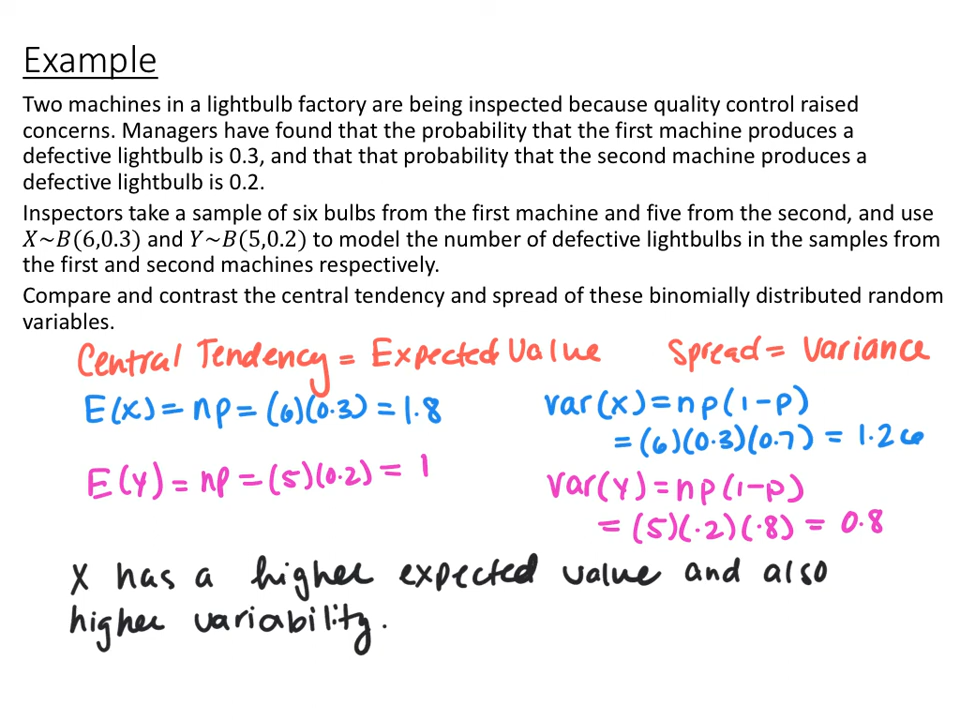 Example
Two machines in a lightbulb factory are being inspected because quality control raised
concerns. Managers have found that the probability that the first machine produces a
defective lightbulb is 0.3, and that that probability that the second machine produces a
defective lightbulb is 0.2.
Inspectors take a sample of six bulbs from the first machine and five from the second, and use
X~B(6,0.3) and Y~B(5,0.2) to model the number of defective lightbulbs in the samples from
the first and second machines respectively.
Compare and contrast the central tendency and spread of these binomially distributed random
variables.
Central Tendency = Expected Value
Spread = Variance
E(X) = np = (6)(0.3) = 1.8
var(X) = np(1-p)
= (6)(0.3)(0.7) = 1.26
E(Y) = np = (5)(0.2) = 1
var(Y) = np(1-p)
= (5)(.2)(.8) = 0.8
X has a higher expected value and also
higher variability.